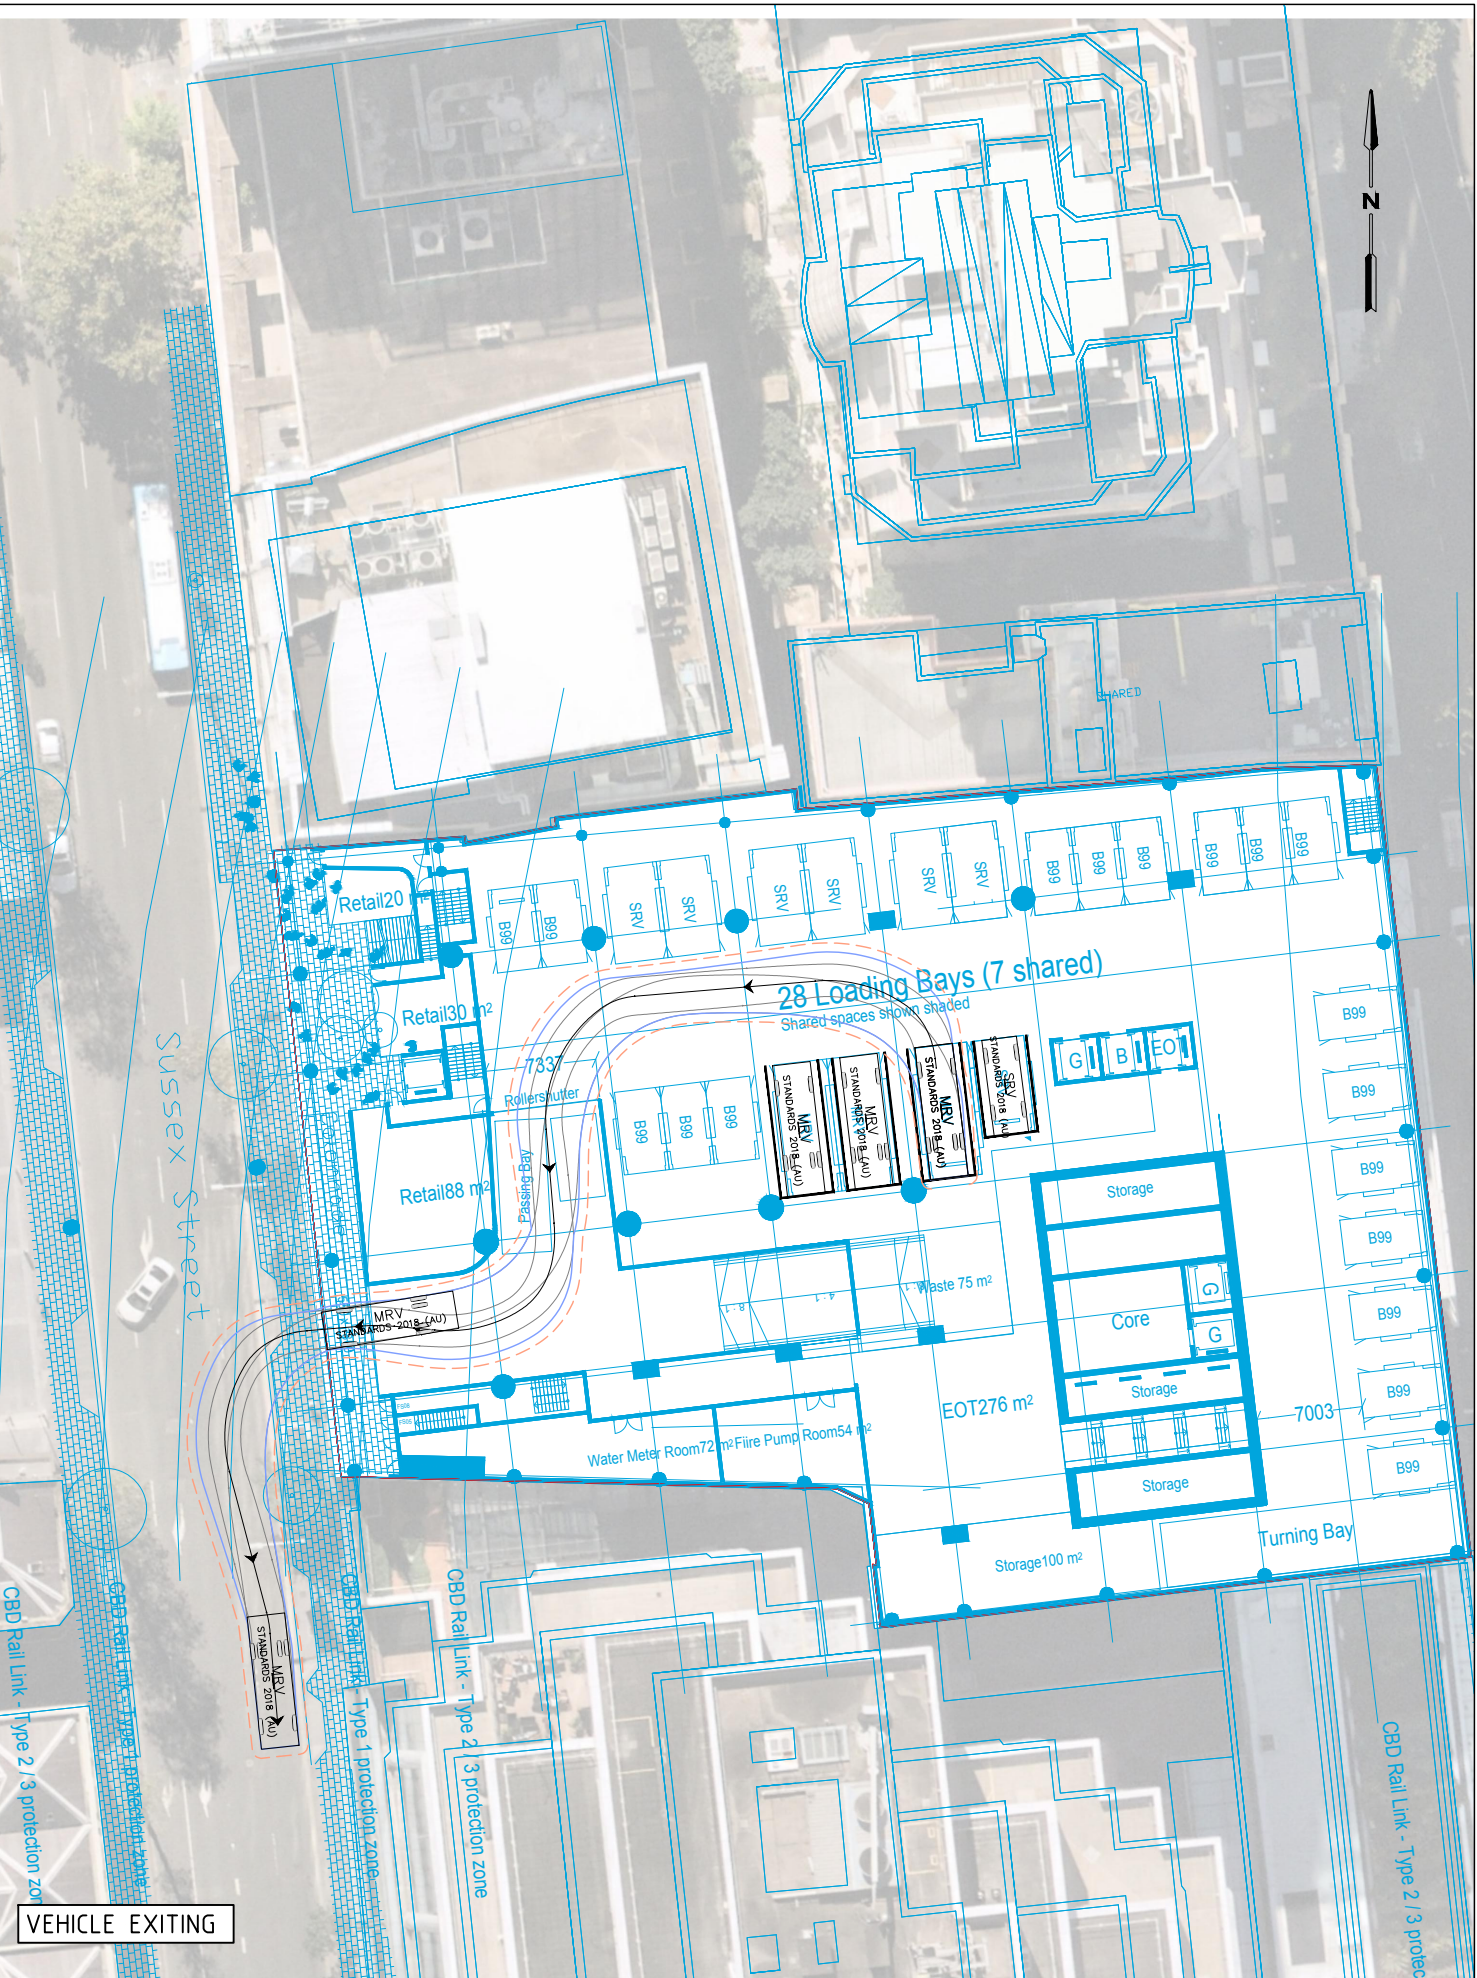 N
SHARED
Sussex Street
Retail20 m²
B99
B99
SRV
SRV
SRV
SRV
SRV
SRV
B99
B99
B99
B99
B99
B99
28 Loading Bays (7 shared)
Shared spaces shown shaded
Retail30 m²
7337
Rollershutter
Passing Bay
Retail88 m²
B99
B99
B99
MRV
STANDARDS 2018 (AU)
MRV
STANDARDS 2018 (AU)
MRV
STANDARDS 2018 (AU)
SRV
STANDARDS 2018 (AU)
G
B
EOT
B99
B99
B99
B99
B99
B99
B99
Storage
Core
G
G
Storage
Storage
7003
Waste 75 m²
8 : 1
4 : 1
MRV
STANDARDS 2018 (AU)
EOT276 m²
Water Meter Room72 m²
Fiire Pump Room54 m²
Storage100 m²
Turning Bay
MRV
STANDARDS 2018 (AU)
CBD Rail Link - Type 2 / 3 protection zon
CBD Rail Link - Type 1 protection zone
CBD Rail Link - Type 1 protection zone
CBD Rail Link - Type 2 / 3 protection zone
CBD Rail Link - Type 2 / 3 protec
VEHICLE EXITING